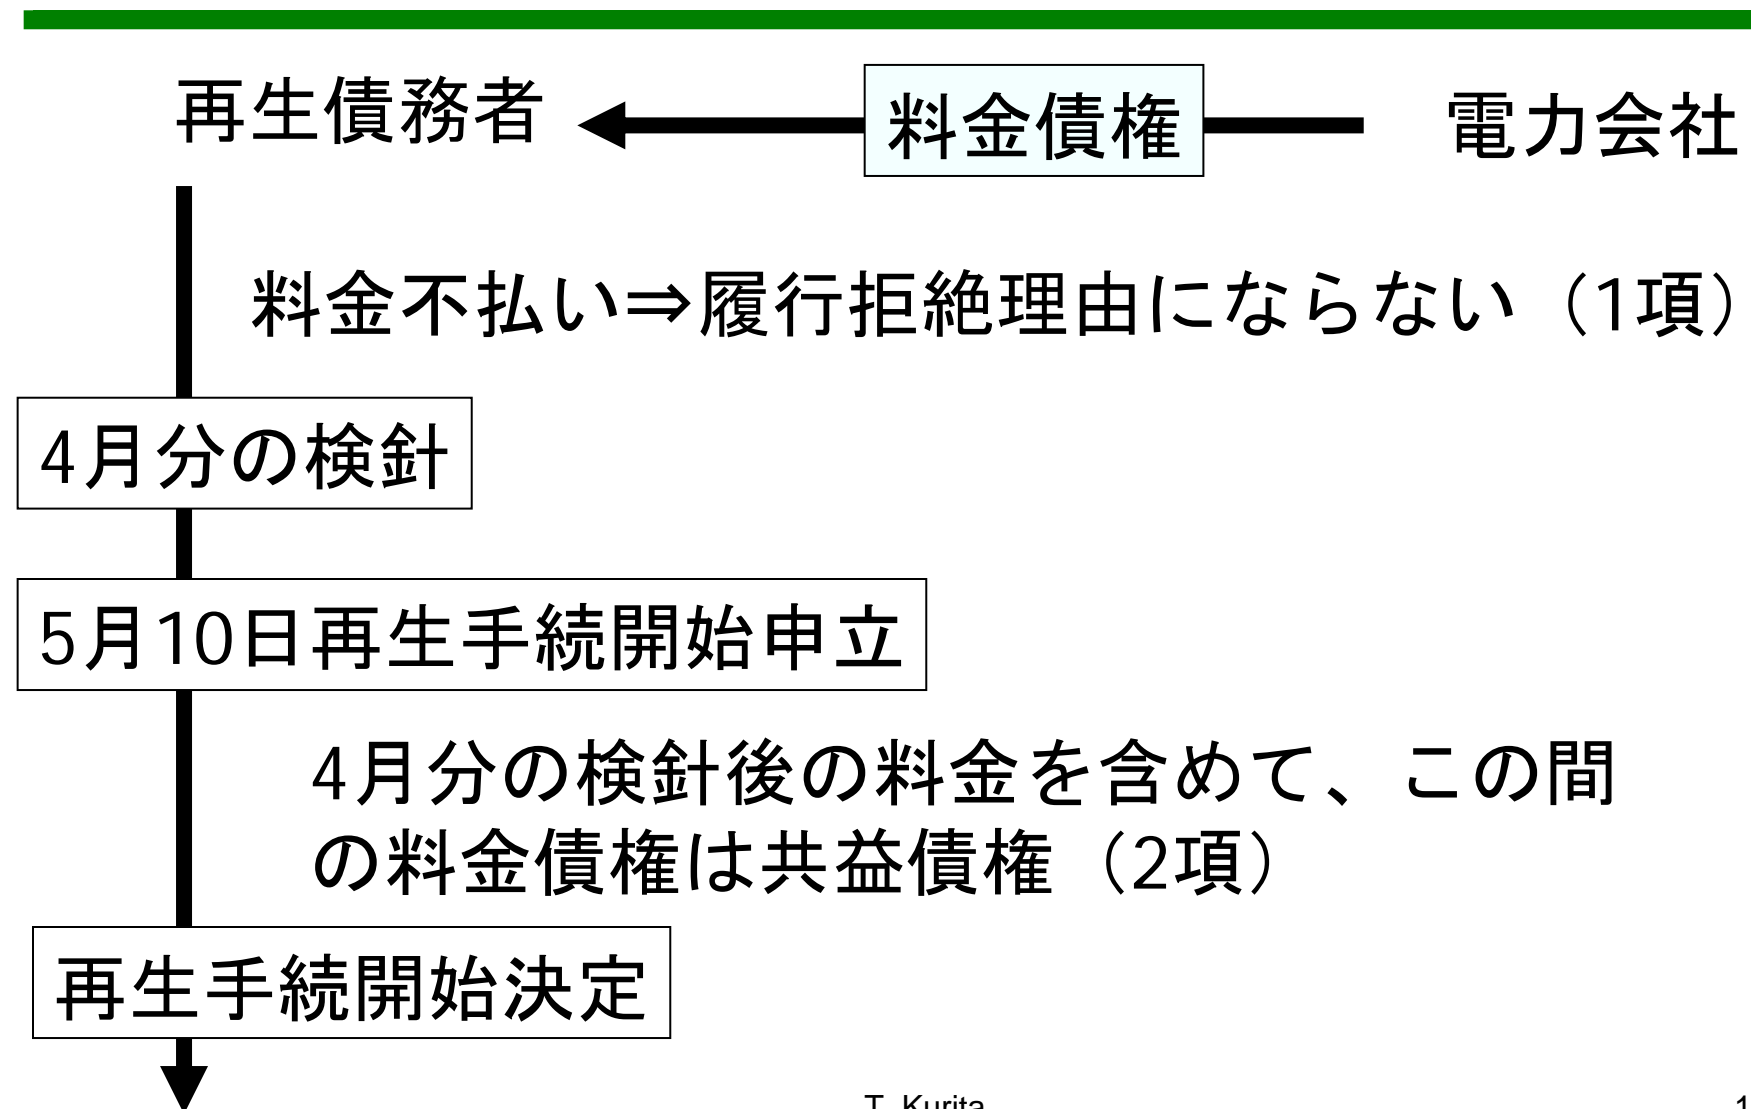 再生債務者
料金債権
電力会社
料金不払い⇒履行拒絶理由にならない（1項）
4月分の検針
5月10日再生手続開始申立
4月分の検針後の料金を含めて、この間
の料金債権は共益債権（2項）
再生手続開始決定
T. Kurita
1